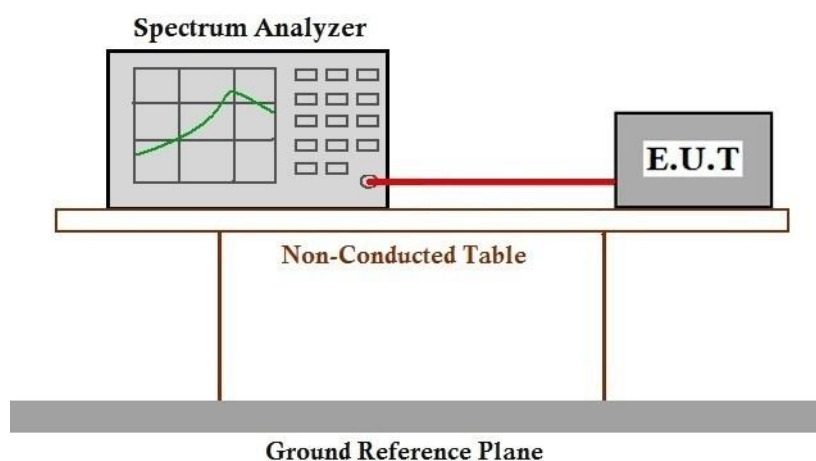 Spectrum Analyzer
E.U.T
Non-Conducted Table
Ground Reference Plane